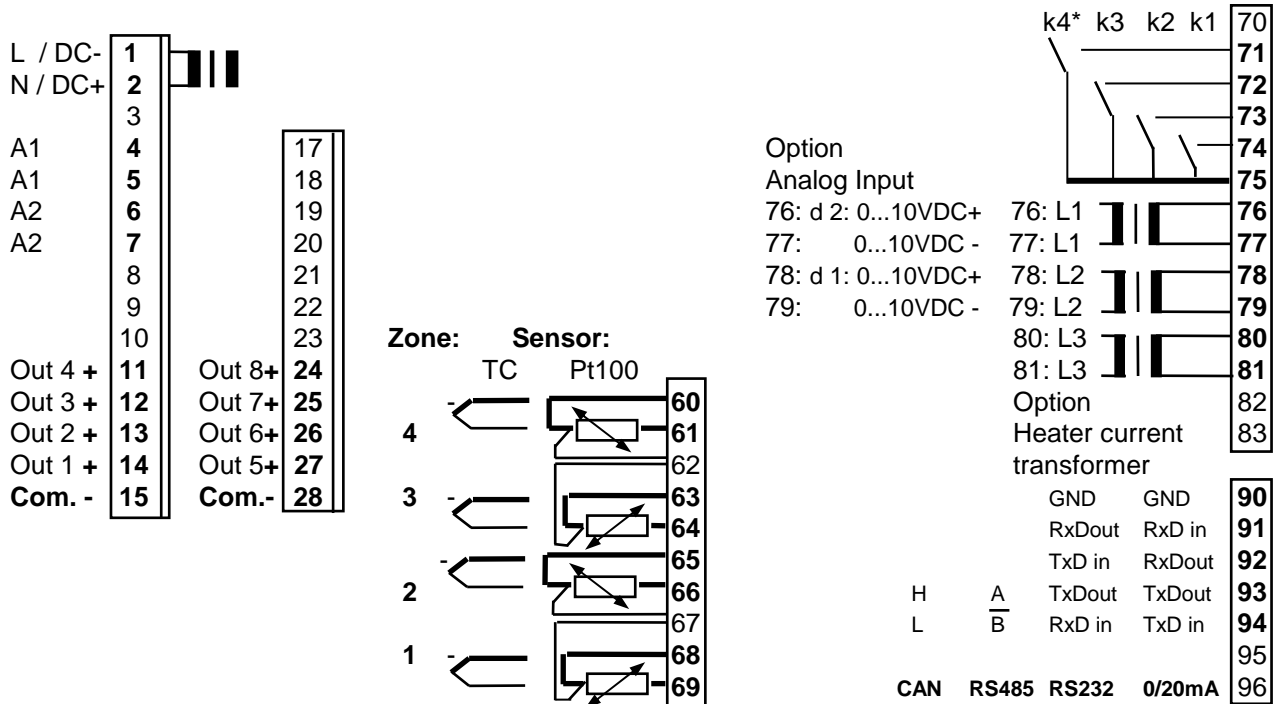 k4* k3 k2 k1 70
71
72
73
74
75
L / DC- 1
N / DC+ 2
3
A1 4
A1 5
A2 6
A2 7
8
9
10
Out 4 + 11
Out 3 + 12
Out 2 + 13
Out 1 + 14
Com. - 15
17
18
19
20
21
22
23
Out 8+ 24
Out 7+ 25
Out 6+ 26
Out 5+ 27
Com.- 28
Zone: Sensor:
TC Pt100
4 - 60
61
62
3 - 63
64
2 - 65
66
67
1 - 68
69
Option
Analog Input
76: d 2: 0...10VDC+ 76: L1 76
77: 0...10VDC - 77: L1 77
78: d 1: 0...10VDC+ 78: L2 78
79: 0...10VDC - 79: L2 79
80: L3 80
81: L3 81
Option 82
Heater current 83
transformer
GND GND 90
RxDout RxD in 91
TxD in RxDout 92
H A TxDout TxDout 93
L B RxD in TxD in 94
95
CAN RS485 RS232 0/20mA 96